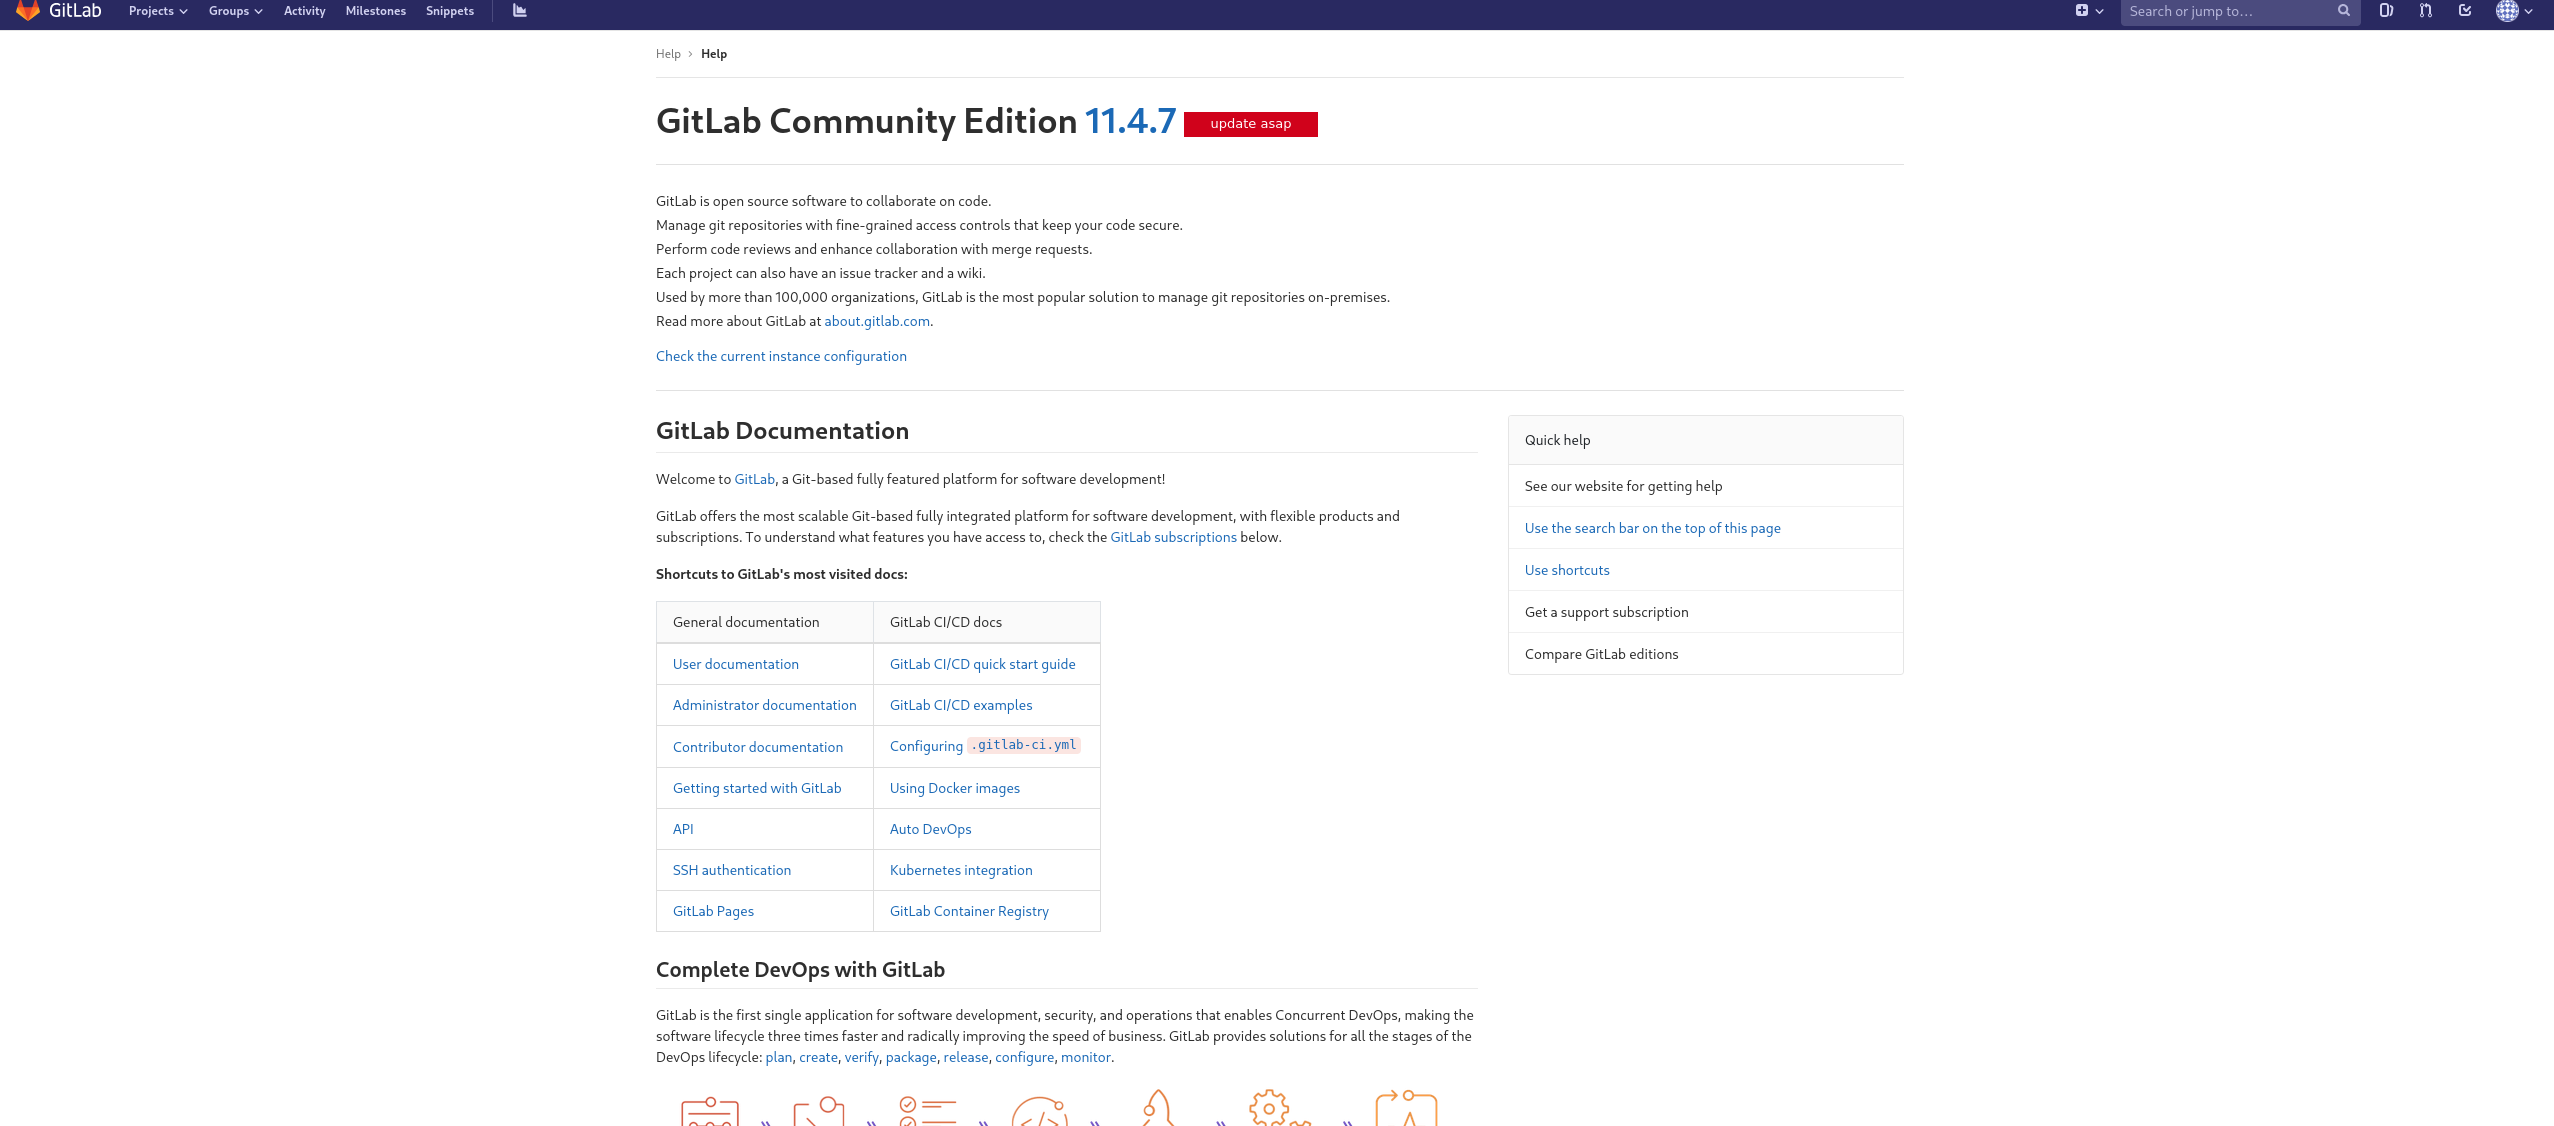 GitLab Projects Groups Activity Milestones Snippets Search or jump to...
Help › Help
GitLab Community Edition 11.4.7 update asap
GitLab is open source software to collaborate on code.
Manage git repositories with fine-grained access controls that keep your code secure.
Perform code reviews and enhance collaboration with merge requests.
Each project can also have an issue tracker and a wiki.
Used by more than 100,000 organizations, GitLab is the most popular solution to manage git repositories on-premises.
Read more about GitLab at about.gitlab.com.
Check the current instance configuration
GitLab Documentation
Welcome to GitLab, a Git-based fully featured platform for software development!
GitLab offers the most scalable Git-based fully integrated platform for software development, with flexible products and
subscriptions. To understand what features you have access to, check the GitLab subscriptions below.
Shortcuts to GitLab's most visited docs:
General documentation GitLab CI/CD docs
User documentation GitLab CI/CD quick start guide
Administrator documentation GitLab CI/CD examples
Contributor documentation Configuring .gitlab-ci.yml
Getting started with GitLab Using Docker images
API Auto DevOps
SSH authentication Kubernetes integration
GitLab Pages GitLab Container Registry
Quick help
See our website for getting help
Use the search bar on the top of this page
Use shortcuts
Get a support subscription
Compare GitLab editions
Complete DevOps with GitLab
GitLab is the first single application for software development, security, and operations that enables Concurrent DevOps, making the
software lifecycle three times faster and radically improving the speed of business. GitLab provides solutions for all the stages of the
DevOps lifecycle: plan, create, verify, package, release, configure, monitor.